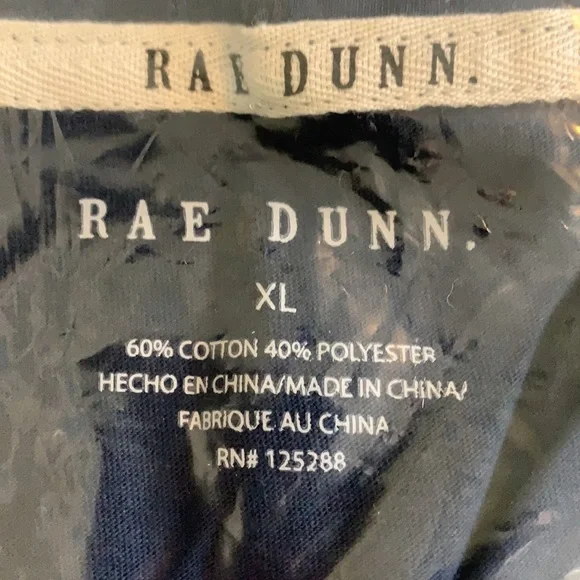 RAE DUNN.
RAE DUNN.
XL
60% COTTON 40% POLYESTER
HECHO EN CHINA/MADE IN CHINA/
FABRIQUE AU CHINA
RN# 125288